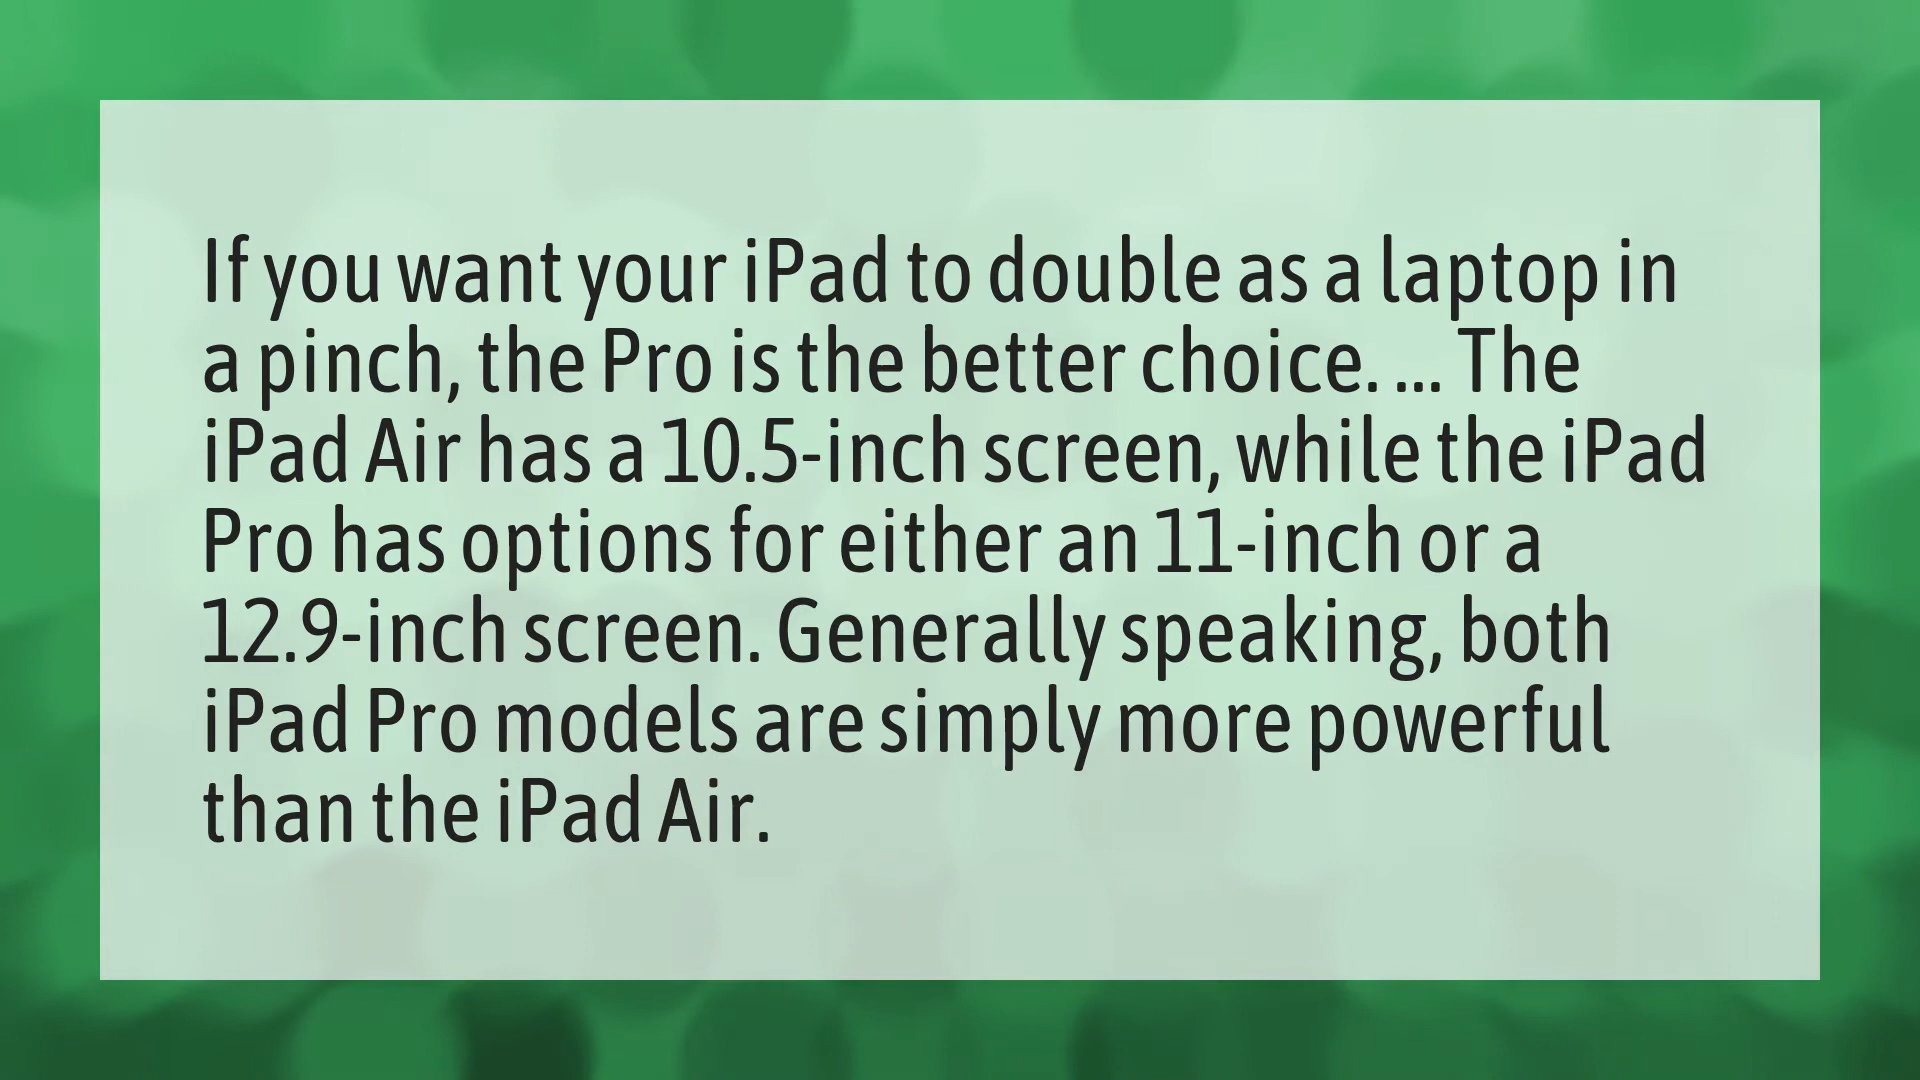 If you want your iPad to double as a laptop in
a pinch, the Pro is the better choice. ... The
iPad Air has a 10.5-inch screen, while the iPad
Pro has options for either an 11-inch or a
12.9-inch screen. Generally speaking, both
iPad Pro models are simply more powerful
than the iPad Air.